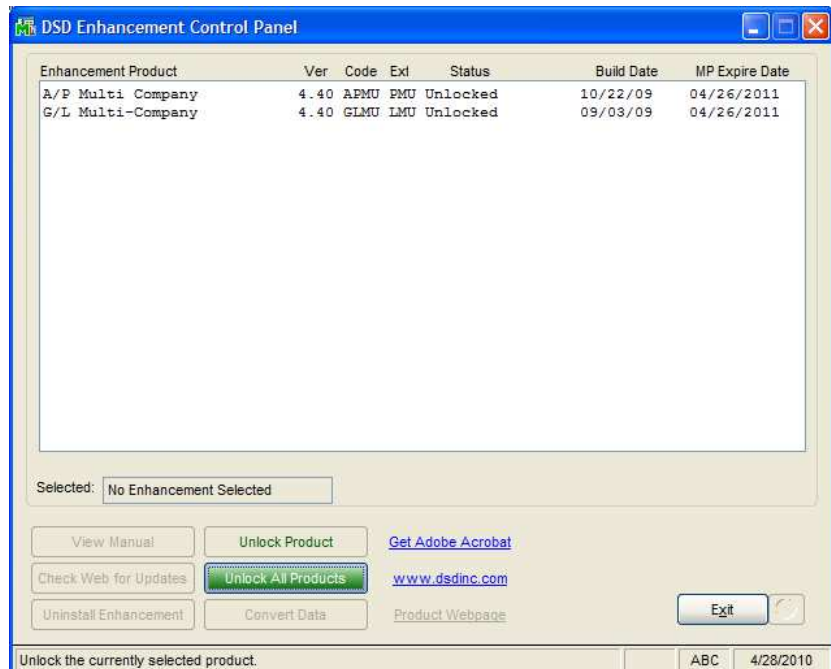 DSD Enhancement Control Panel
Enhancement Product Ver Code Ext Status Build Date MP Expire Date
A/P Multi Company 4.40 APMU PMU Unlocked 10/22/09 04/26/2011
G/L Multi-Company 4.40 GLMU LMU Unlocked 09/03/09 04/26/2011
Selected: No Enhancement Selected
View Manual Unlock Product Get Adobe Acrobat
Check Web for Updates Unlock All Products www.dsdinc.com
Uninstall Enhancement Convert Data Product Webpage Exit
Unlock the currently selected product. ABC 4/28/2010